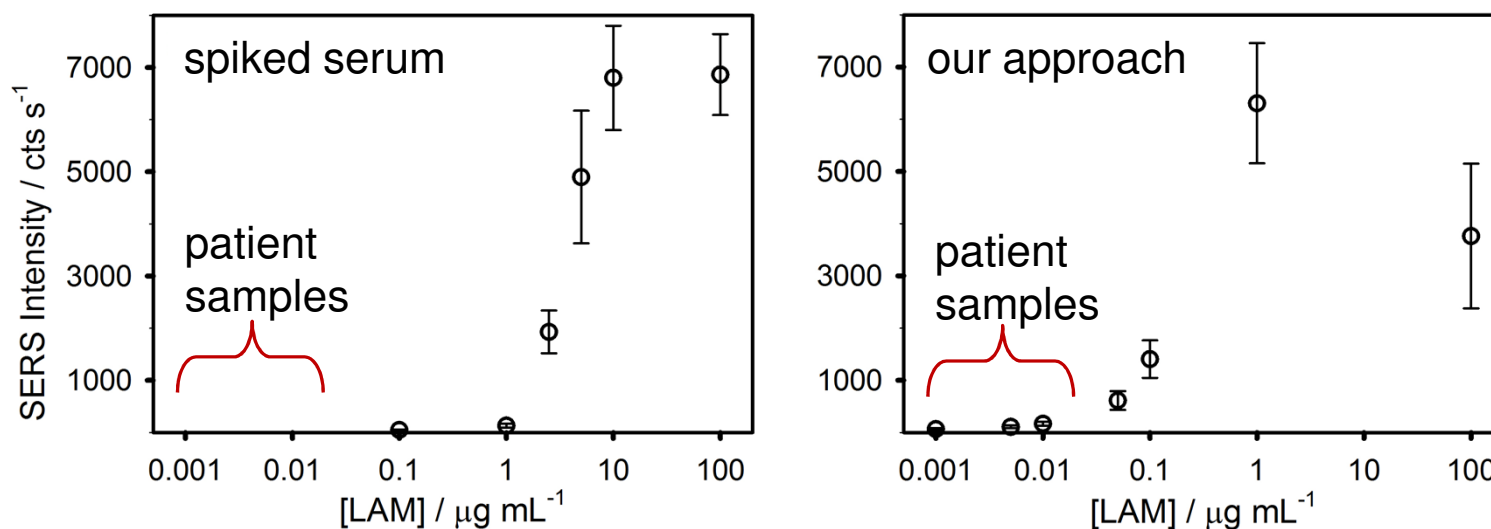 SERS Intensity / cts s⁻¹
7000
5000
3000
1000
spiked serum
patient
samples
0.001 0.01 0.1 1 10 100
[LAM] / μg mL⁻¹
7000
5000
3000
1000
our approach
patient
samples
0.001 0.01 0.1 1 10 100
[LAM] / μg mL⁻¹